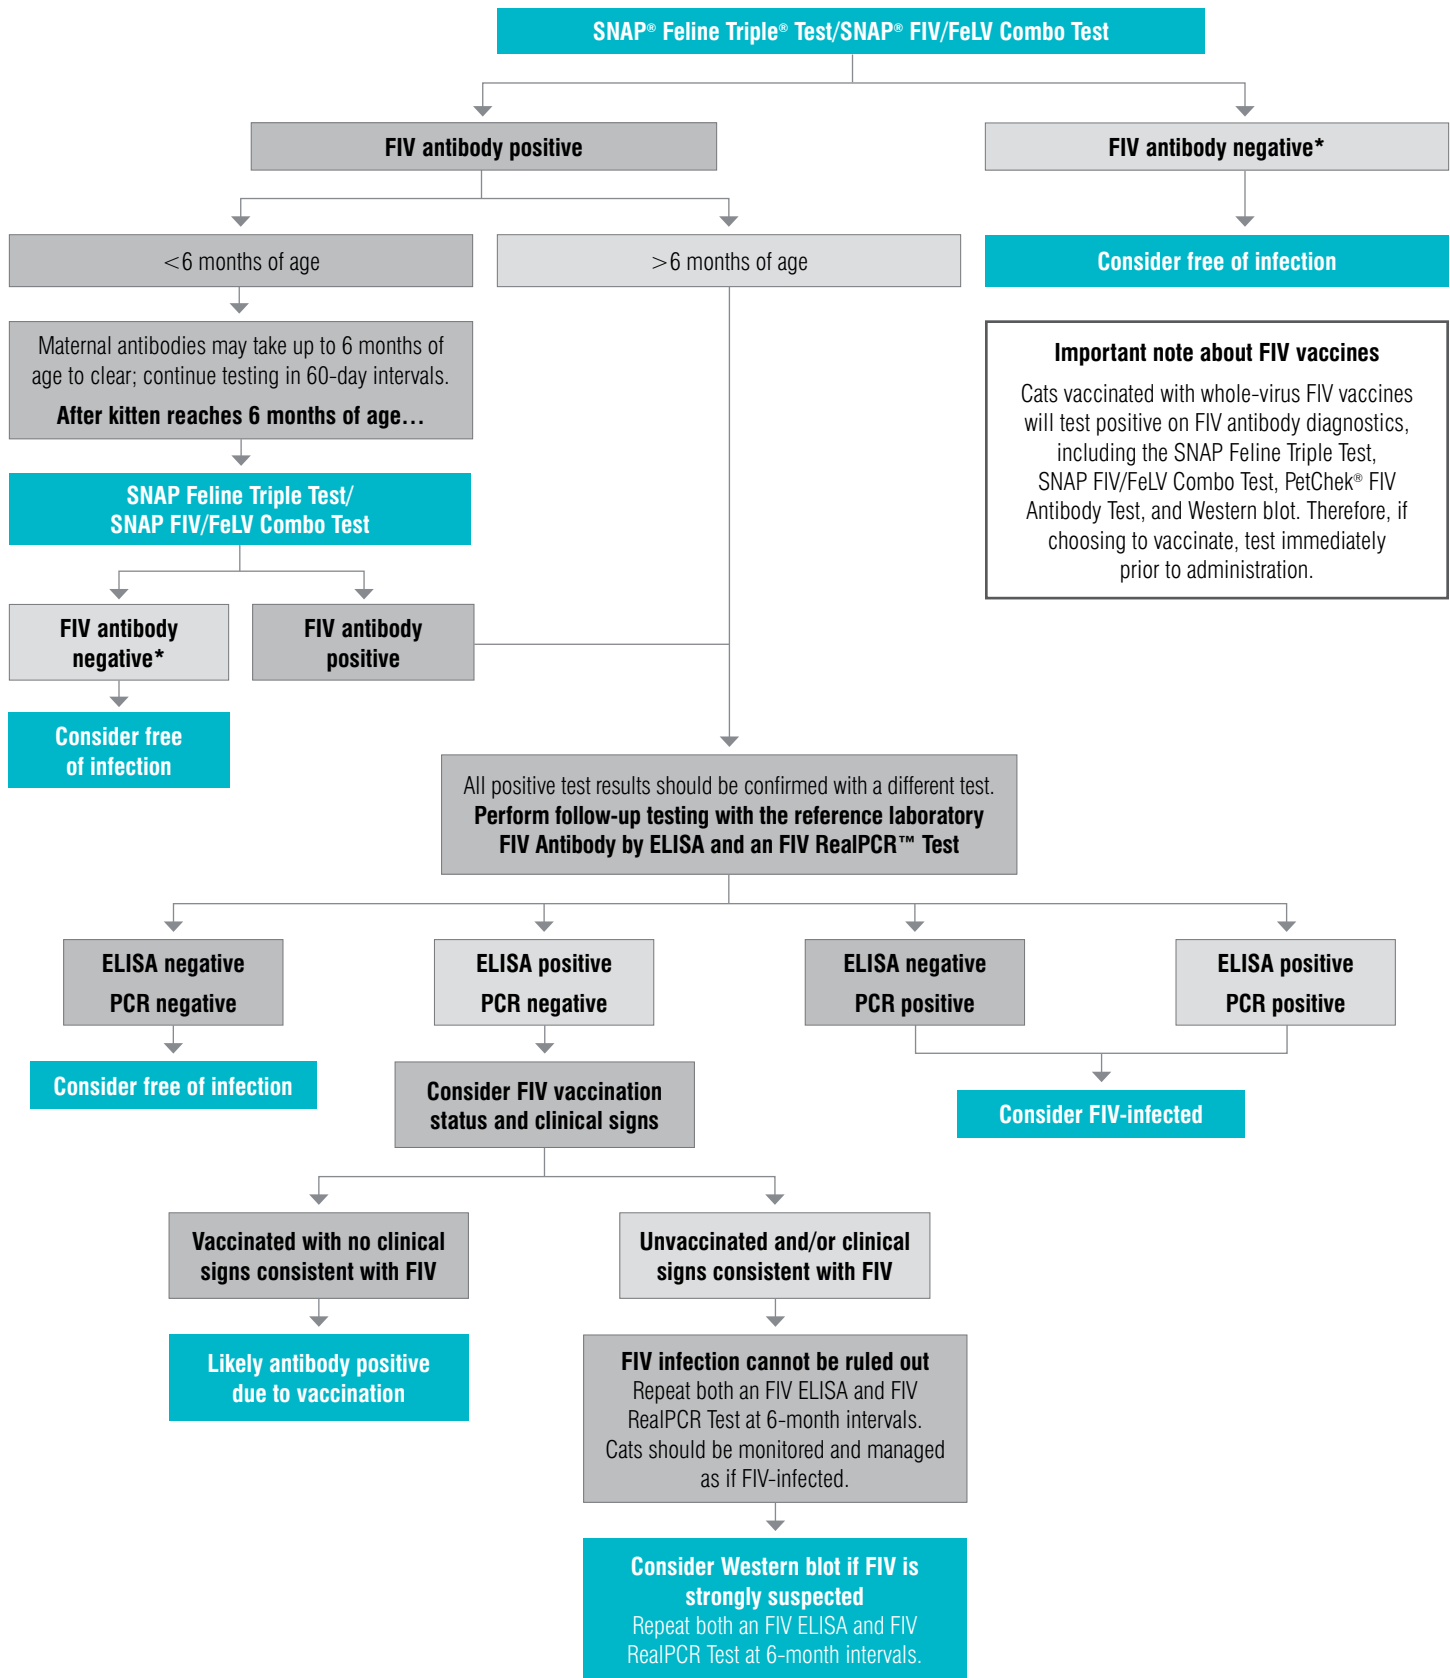 SNAP® Feline Triple® Test/SNAP® FIV/FeLV Combo Test
FIV antibody positive
FIV antibody negative*
<6 months of age
>6 months of age
Consider free of infection
Maternal antibodies may take up to 6 months of
age to clear; continue testing in 60-day intervals.
After kitten reaches 6 months of age…
Important note about FIV vaccines
Cats vaccinated with whole-virus FIV vaccines
will test positive on FIV antibody diagnostics,
including the SNAP Feline Triple Test,
SNAP FIV/FeLV Combo Test, PetChek® FIV
Antibody Test, and Western blot. Therefore, if
choosing to vaccinate, test immediately
prior to administration.
SNAP Feline Triple Test/
SNAP FIV/FeLV Combo Test
FIV antibody
negative*
FIV antibody
positive
Consider free
of infection
All positive test results should be confirmed with a different test.
Perform follow-up testing with the reference laboratory
FIV Antibody by ELISA and an FIV RealPCR™ Test
ELISA negative
PCR negative
ELISA positive
PCR negative
ELISA negative
PCR positive
ELISA positive
PCR positive
Consider free of infection
Consider FIV vaccination
status and clinical signs
Consider FIV-infected
Vaccinated with no clinical
signs consistent with FIV
Unvaccinated and/or clinical
signs consistent with FIV
Likely antibody positive
due to vaccination
FIV infection cannot be ruled out
Repeat both an FIV ELISA and FIV
RealPCR Test at 6-month intervals.
Cats should be monitored and managed
as if FIV-infected.
Consider Western blot if FIV is
strongly suspected
Repeat both an FIV ELISA and FIV
RealPCR Test at 6-month intervals.